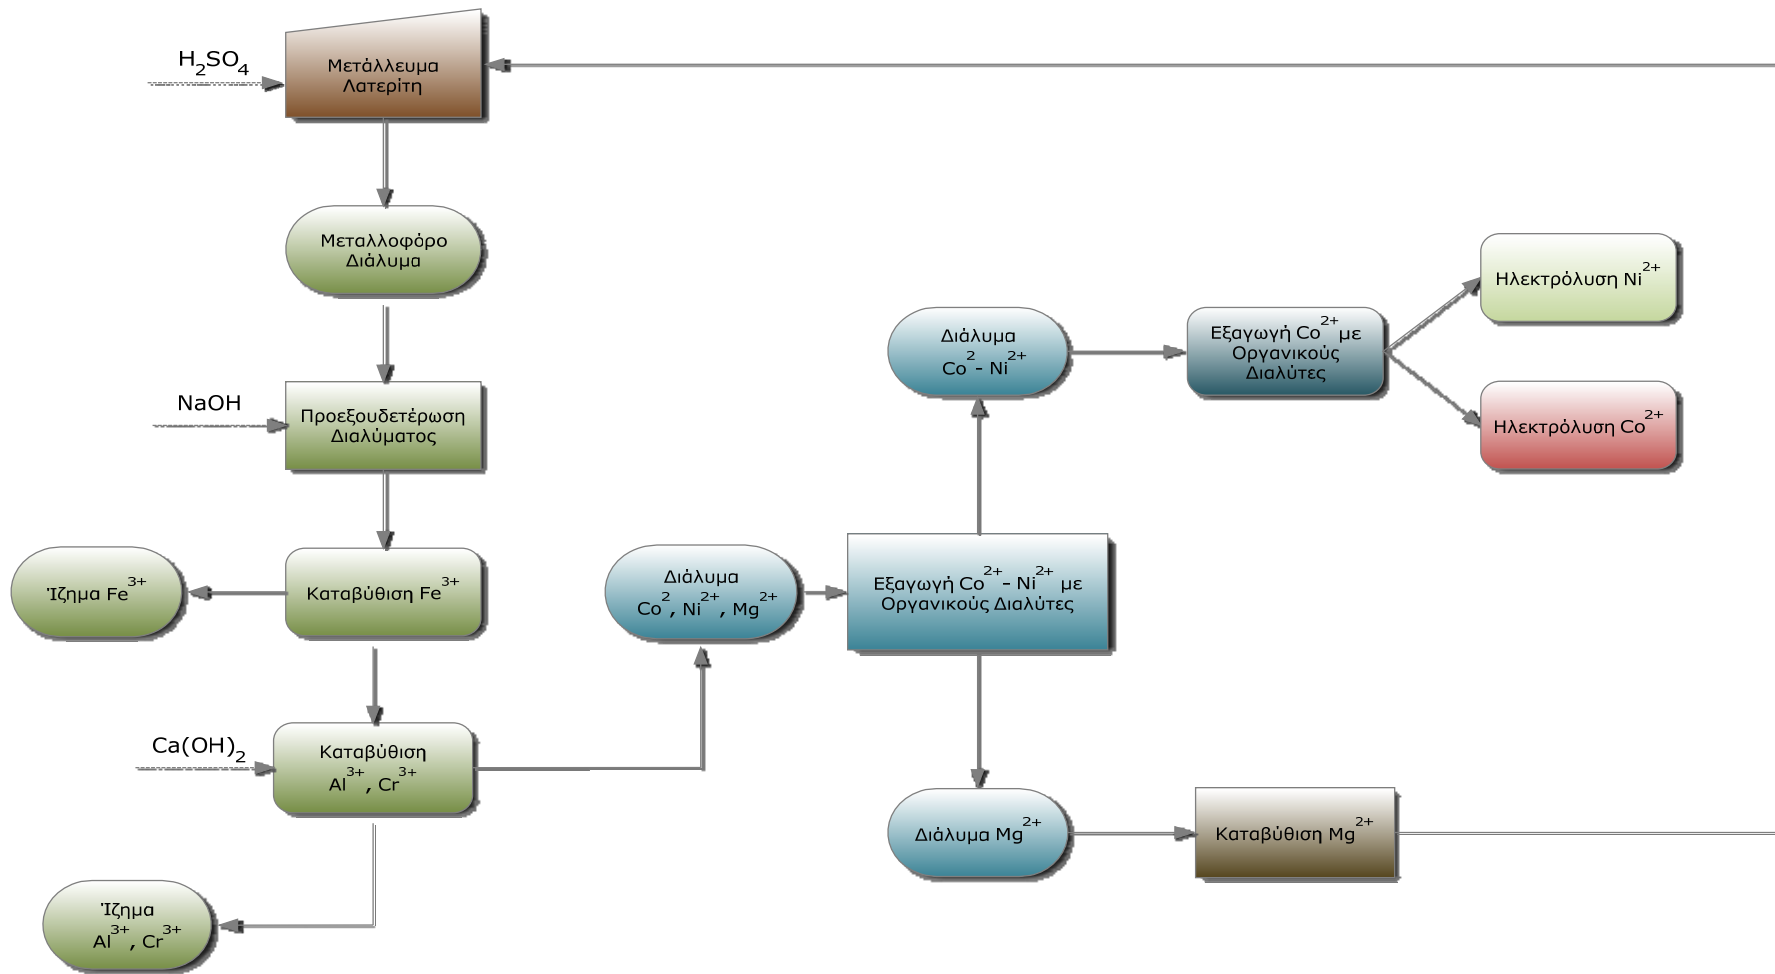 H2SO4
Μετάλλευμα
Λατερίτη
Μεταλλοφόρο
Διάλυμα
NaOH
Προεξουδετέρωση
Διαλύματος
Ίζημα Fe3+
Καταβύθιση Fe3+
Ca(OH)2
Καταβύθιση
Al3+, Cr3+
Ίζημα
Al3+, Cr3+
Διάλυμα
Co2, Ni2+, Mg2+
Εξαγωγή Co2+ - Ni2+ με
Οργανικούς Διαλύτες
Διάλυμα
Co2 - Ni2+
Εξαγωγή Co2+ με
Οργανικούς
Διαλύτες
Ηλεκτρόλυση Ni2+
Ηλεκτρόλυση Co2+
Διάλυμα Mg2+
Καταβύθιση Mg2+